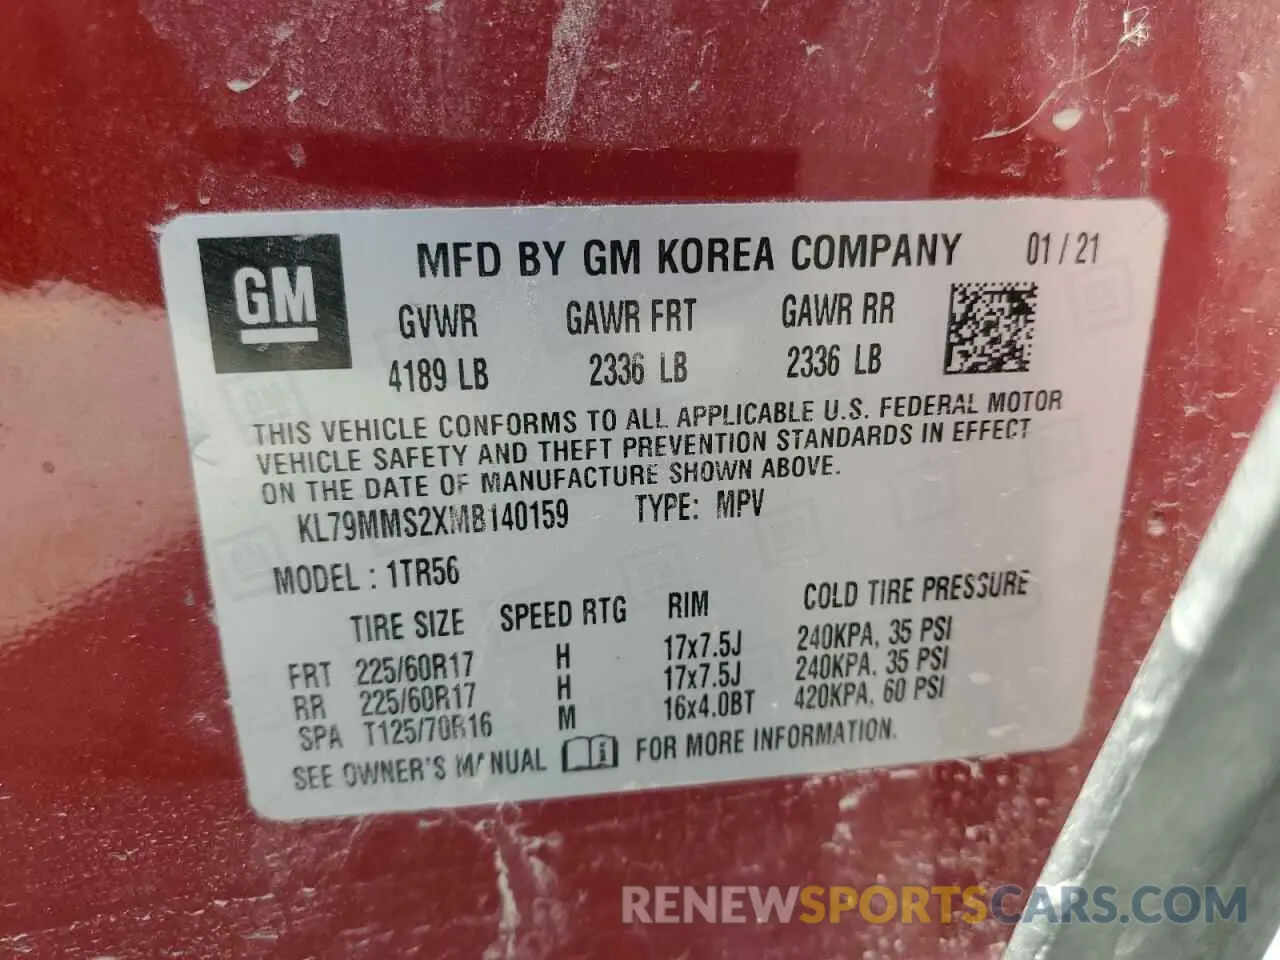 GM
MFD BY GM KOREA COMPANY 01/21
GVWR GAWR FRT GAWR RR
4189 LB 2336 LB 2336 LB
THIS VEHICLE CONFORMS TO ALL APPLICABLE U.S. FEDERAL MOTOR
VEHICLE SAFETY AND THEFT PREVENTION STANDARDS IN EFFECT
ON THE DATE OF MANUFACTURE SHOWN ABOVE.
KL79MMS2XMB140159 TYPE: MPV
MODEL : 1TR56
TIRE SIZE SPEED RTG RIM COLD TIRE PRESSURE
FRT 225/60R17 H 17x7.5J 240KPA, 35 PSI
RR 225/60R17 H 17x7.5J 240KPA, 35 PSI
SPA T125/70R16 M 16x4.0BT 420KPA, 60 PSI
SEE OWNER'S MANUAL FOR MORE INFORMATION.
RENEWSPORTSCARS.COM